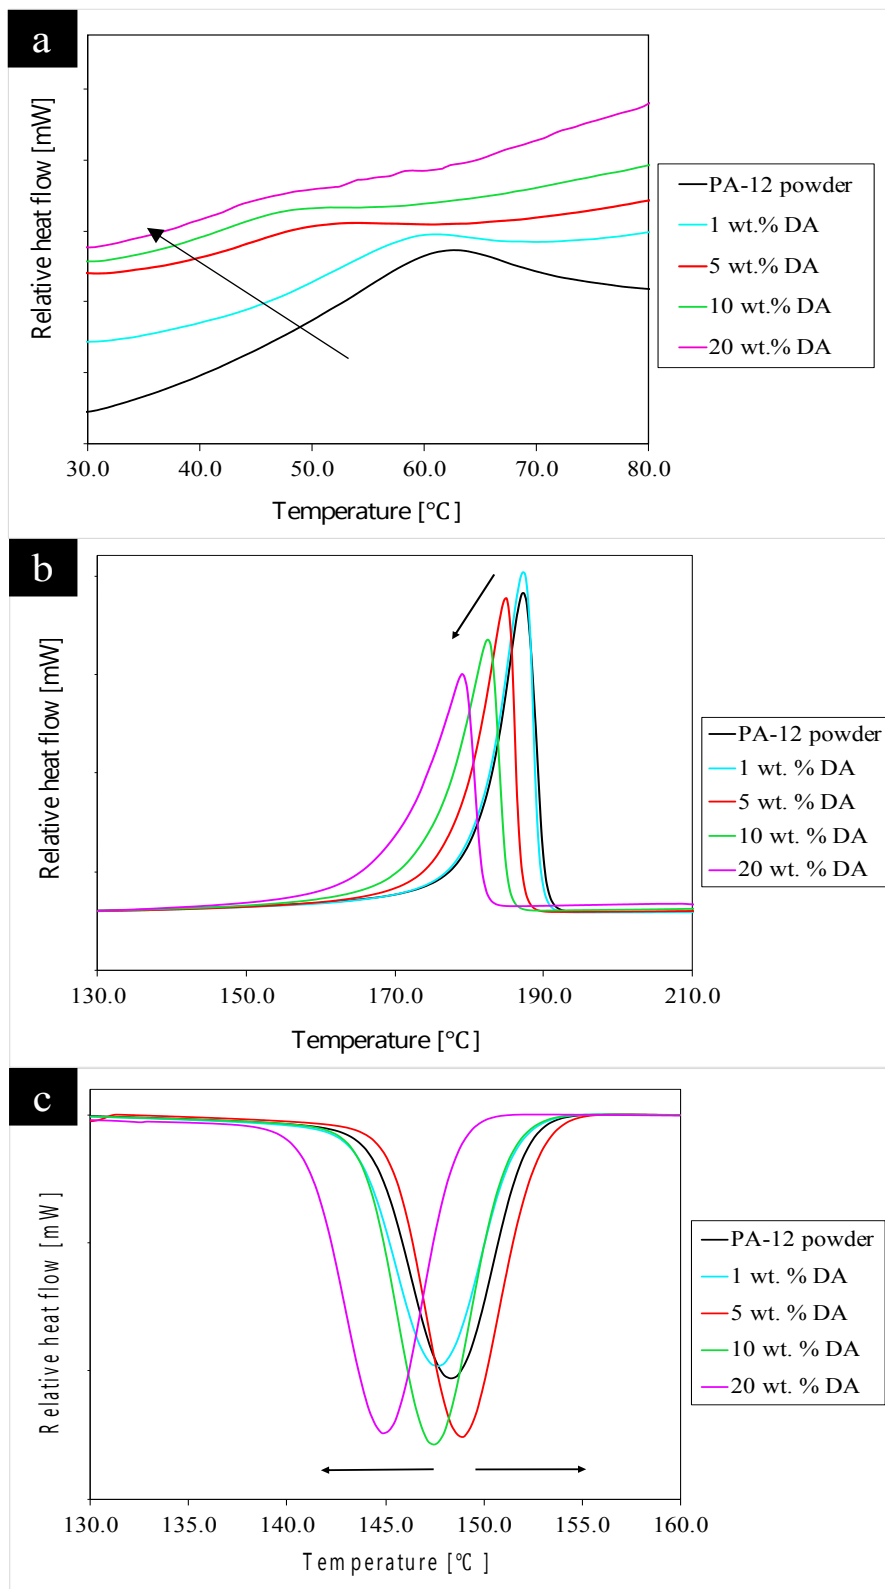 a
Relative heat flow [mW]
30.0 40.0 50.0 60.0 70.0 80.0
Temperature [°C]
PA-12 powder
1 wt.% DA
5 wt.% DA
10 wt.% DA
20 wt.% DA
b
Relative heat flow [mW]
130.0 150.0 170.0 190.0 210.0
Temperature [°C]
PA-12 powder
1 wt. % DA
5 wt. % DA
10 wt. % DA
20 wt. % DA
c
Relative heat flow [mW]
130.0 135.0 140.0 145.0 150.0 155.0 160.0
Temperature [°C]
PA-12 powder
1 wt. % DA
5 wt. % DA
10 wt. % DA
20 wt. % DA